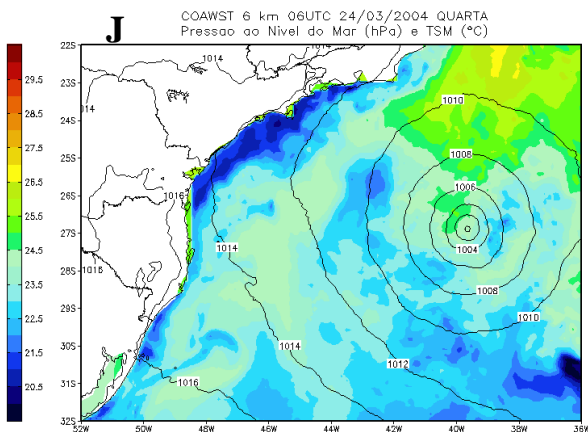 J
COAWST 6 km 06UTC 24/03/2004 QUARTA
Pressao ao Nivel do Mar (hPa) e TSM (°C)
29.5
28.5
27.5
26.5
25.5
24.5
23.5
22.5
21.5
20.5
22S
23S
24S
25S
26S
27S
28S
29S
30S
31S
32S
52W
50W
48W
46W
44W
42W
40W
38W
36W
1014
1014
1014
1010
1008
1016
1006
1014
1004
1016
1008
1010
1014
1012
1016